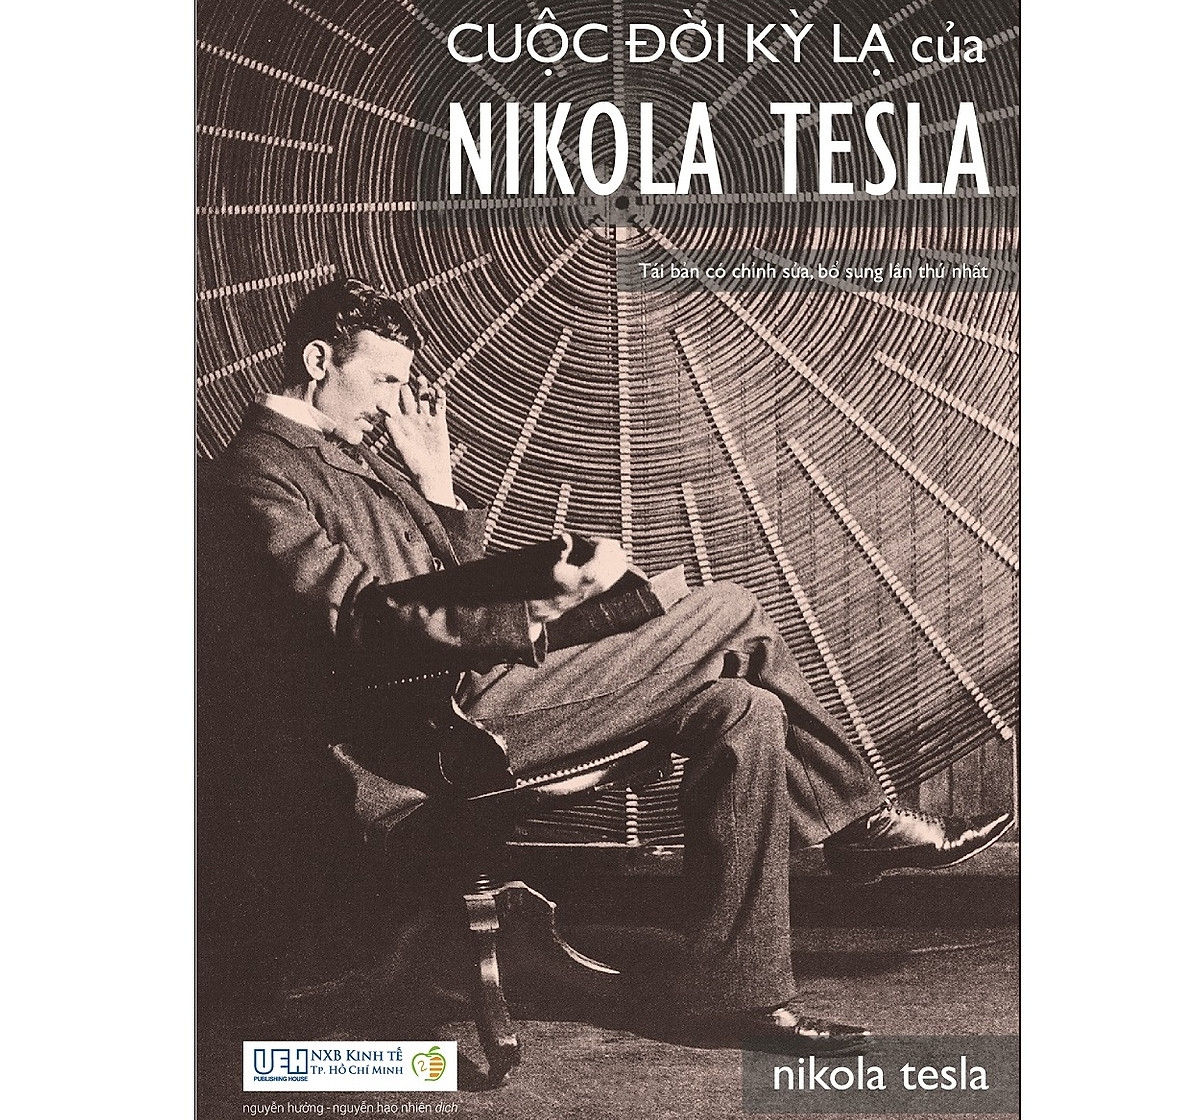 CUỘC ĐỜI KỲ LẠ của
NIKOLA TESLA
Tái bản có chỉnh sửa, bổ sung lần thứ nhất
UEH NXB KINH TẾ
PUBLISHING HOUSE TP. HỒ CHÍ MINH
2
nikola tesla
nguyễn hưởng - nguyễn hạo nhiên dịch